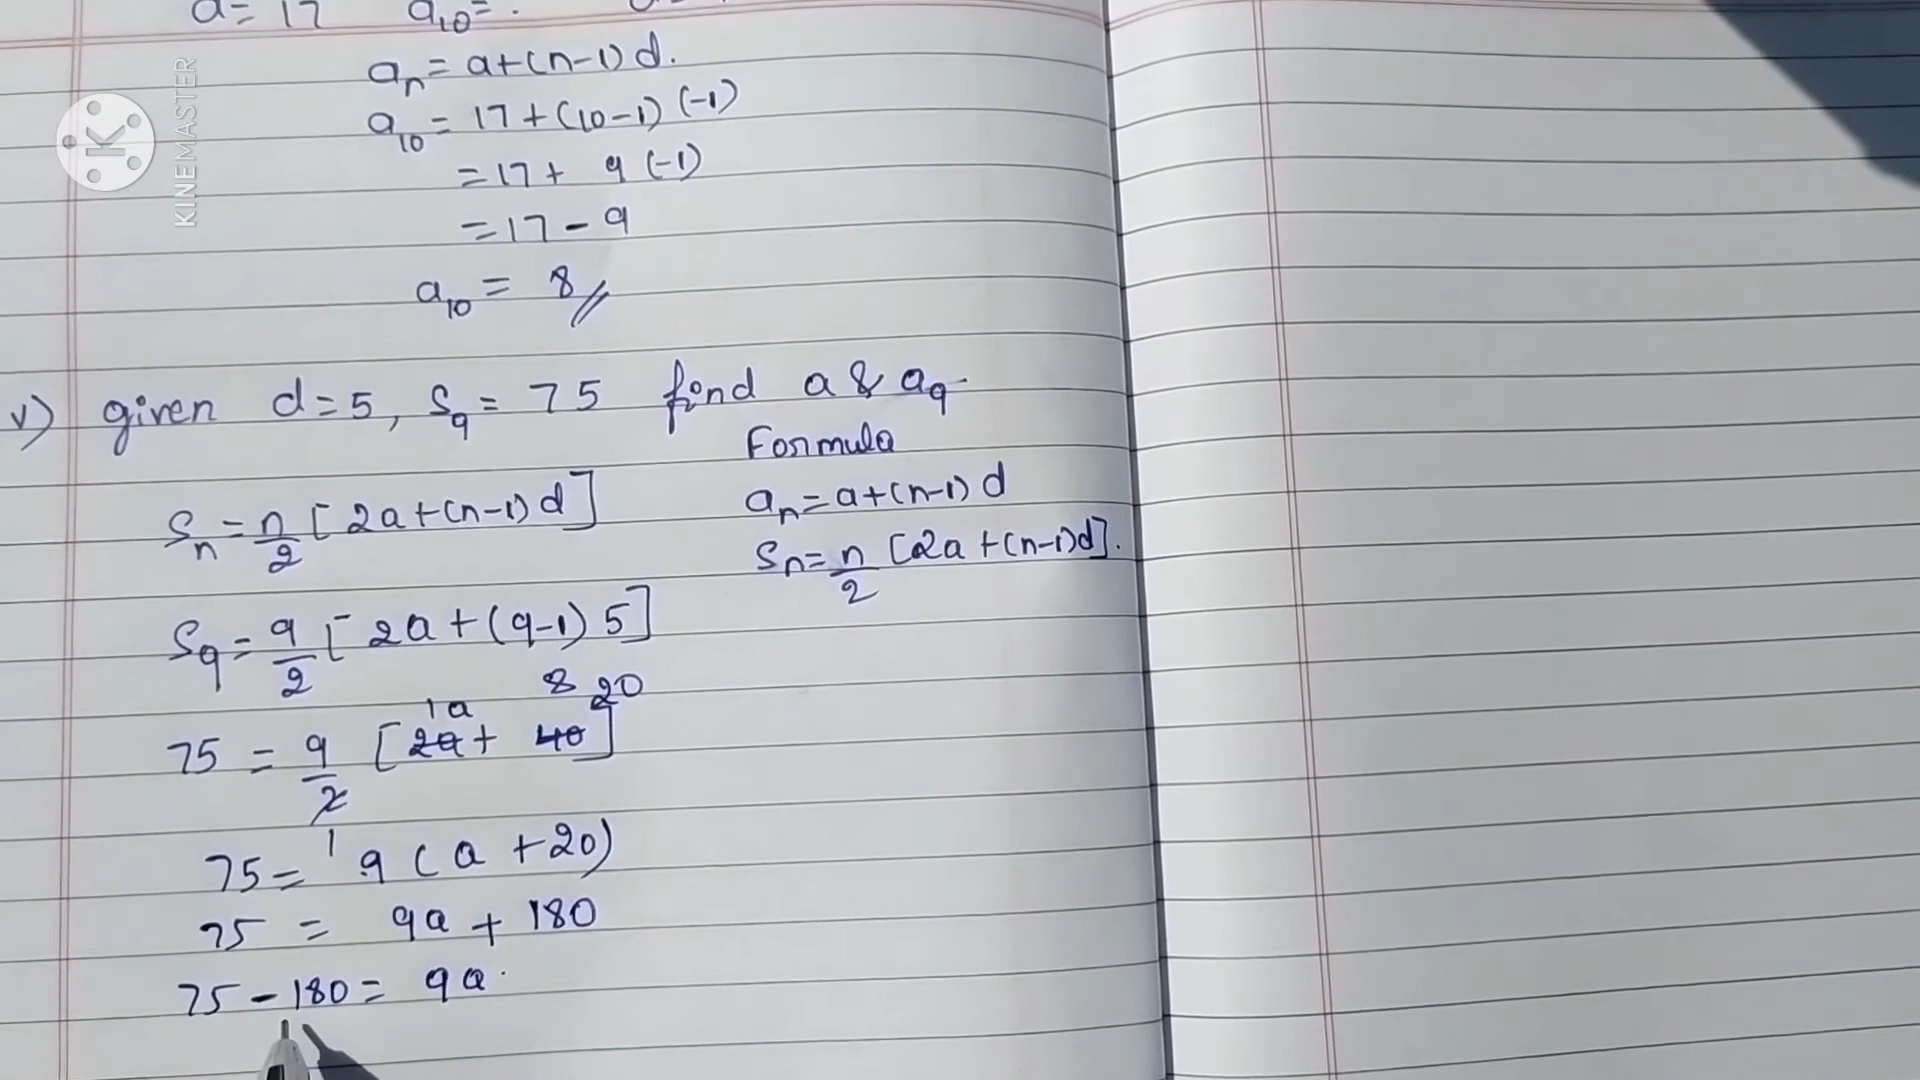 a = 17 a10 = .
an = a+(n-1) d.
a10 = 17+(10-1) (-1)
= 17+ 9 (-1)
= 17 - 9
a10 = 8 //
v) given d=5, S9 = 75 find a & a9.
Formula
Sn = n/2 [2a+(n-1) d]
an = a+(n-1) d
Sn = n/2 [2a+(n-1)d].
S9 = 9/2 [2a+(9-1) 5]
1a 8 20
75 = 9/2 [2a+ 40]
1
75 = 9 (a +20)
75 = 9a + 180
75 - 180 = 9a.
KINEMASTER